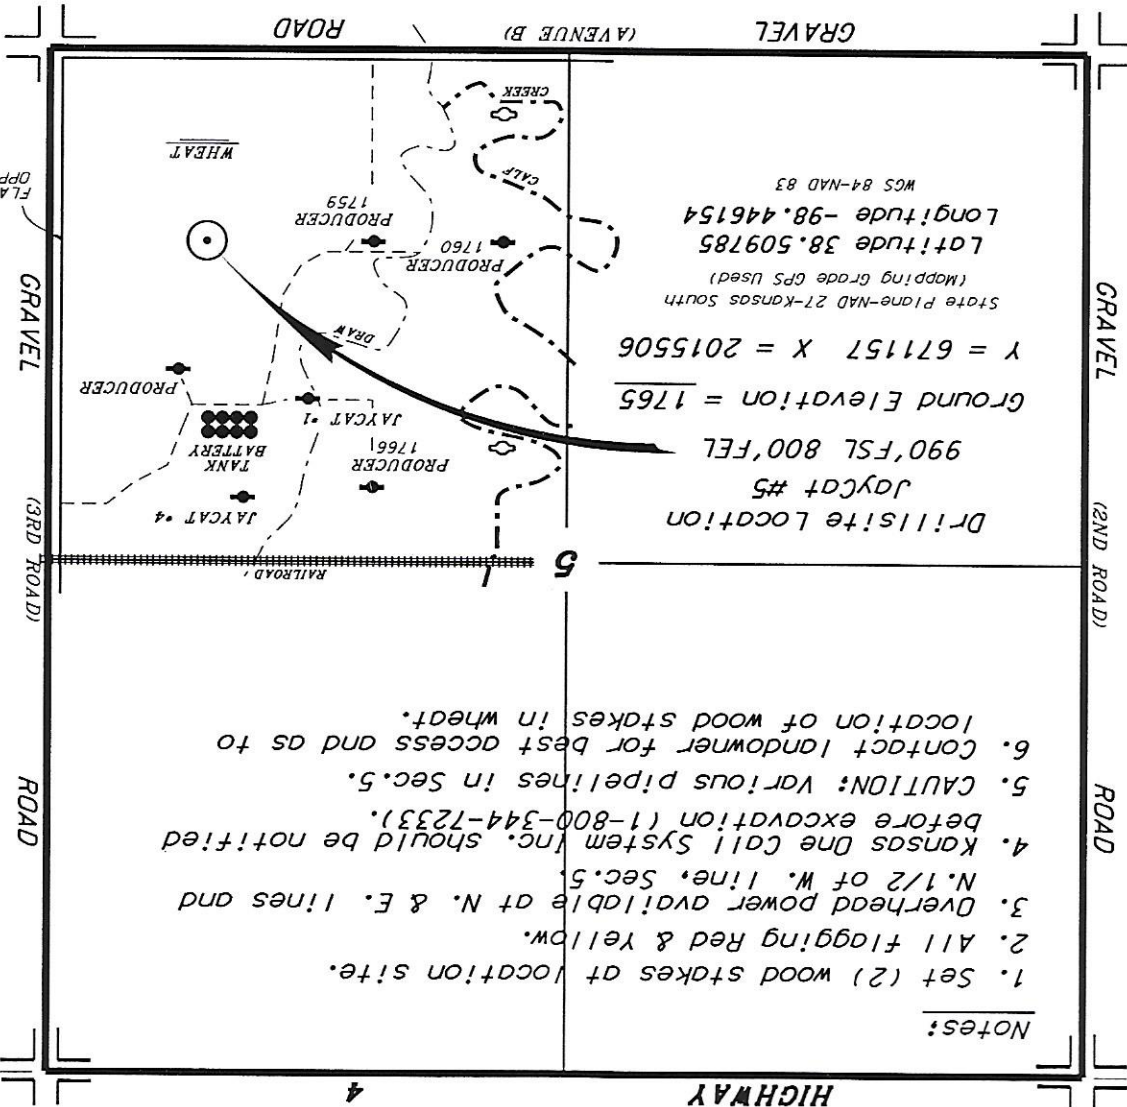 HIGHWAY 4
Notes:
1. Set (2) wood stakes at location site.
2. All flagging Red & Yellow.
3. Overhead power available at N. & E. lines and
N.1/2 of W. line, Sec.5.
4. Kansas One Call System Inc. should be notified
before excavation (1-800-344-7233).
5. CAUTION: Various pipelines in Sec.5.
6. Contact landowner for best access and as to
location of wood stakes in wheat.
ROAD
(2ND ROAD)
GRAVEL
ROAD
(3RD ROAD)
GRAVEL
5
RAILROAD
Drillsite Location
JayCat #5
990'FSL 800'FEL
Ground Elevation = 1765
Y = 671157 X = 2015506
State Plane-NAD 27-Kansas South
(Mapping Grade GPS Used)
Latitude 38.509785
Longitude -98.446154
WGS 84-NAD 83
JAYCAT #4
PRODUCER
1766
TANK
BATTERY
JAYCAT #1
PRODUCER
DRAW
PRODUCER
1760
PRODUCER
1759
CALF
CREEK
WHEAT
GRAVEL (AVENUE B) ROAD